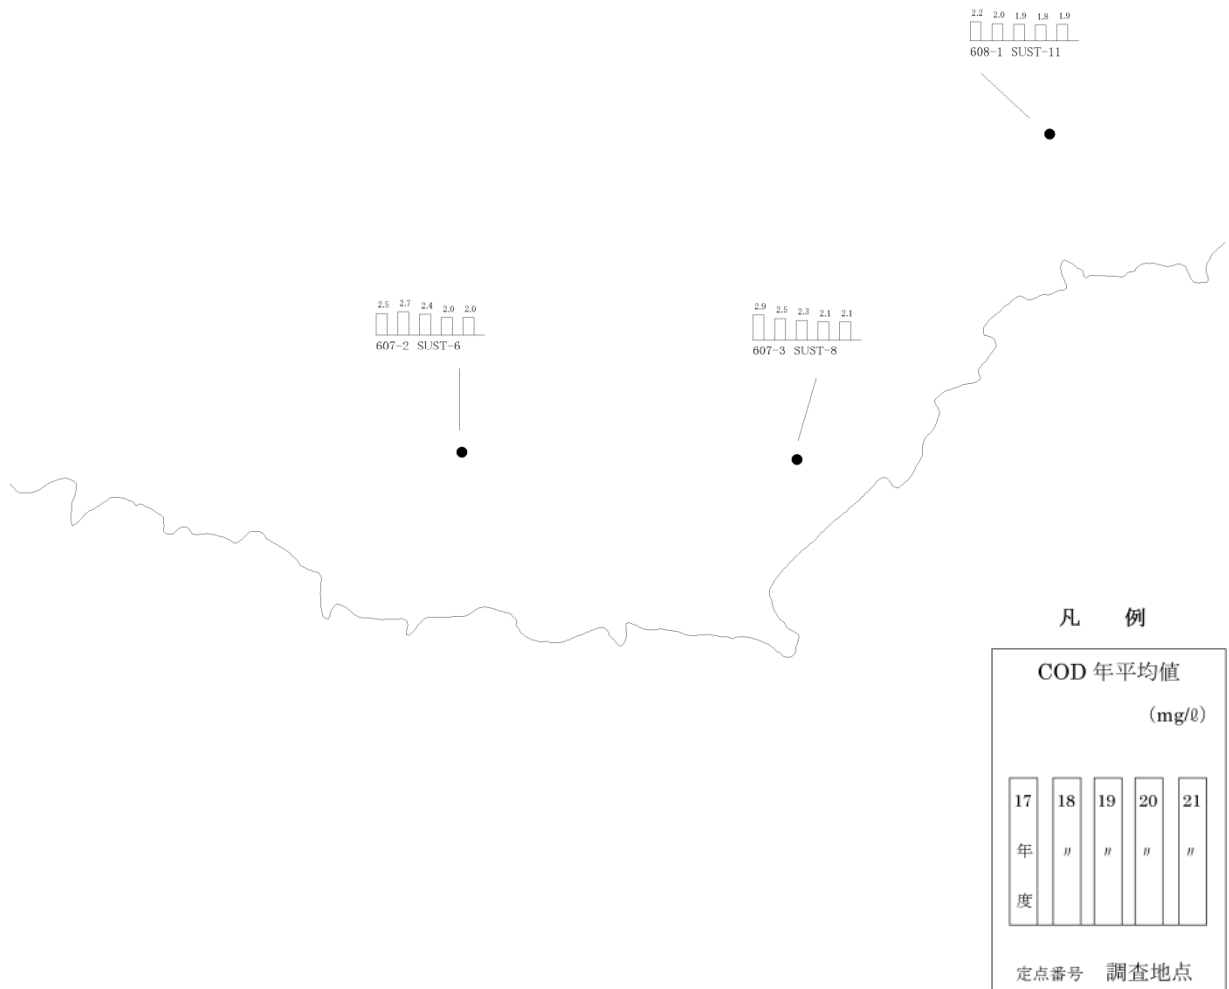 2.2 2.0 1.9 1.8 1.9
608-1 SUST-11
2.5 2.7 2.4 2.0 2.0
607-2 SUST-6
2.9 2.5 2.3 2.1 2.1
607-3 SUST-8
凡 例
COD 年平均値
(mg/ℓ)
17 18 19 20 21
年 〃 〃 〃 〃
度
定点番号 調査地点